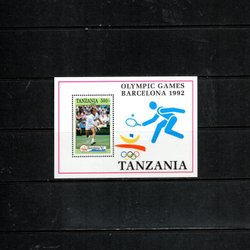 OLYMPIC GAMES
BARCELONA 1992
TANZANIA
TANZANIA